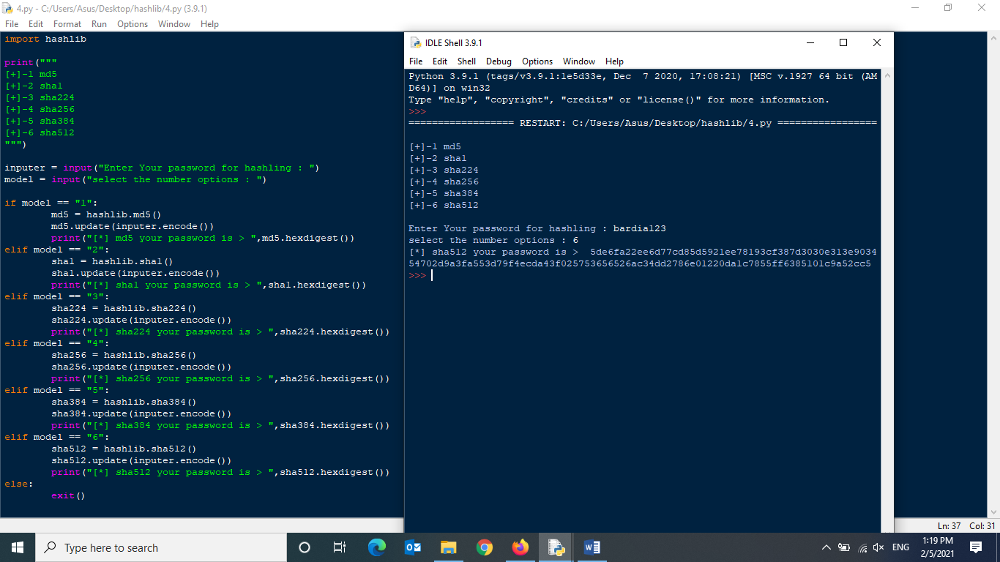 4.py - C:/Users/Asus/Desktop/hashlib/4.py (3.9.1)
File Edit Format Run Options Window Help
import hashlib
print("""
[+]-1 md5
[+]-2 sha1
[+]-3 sha224
[+]-4 sha256
[+]-5 sha384
[+]-6 sha512
""")
inputer = input("Enter Your password for hashling : ")
model = input("select the number options : ")
if model == "1":
md5 = hashlib.md5()
md5.update(inputer.encode())
print("[*] md5 your password is > ",md5.hexdigest())
elif model == "2":
sha1 = hashlib.sha1()
sha1.update(inputer.encode())
print("[*] sha1 your password is > ",sha1.hexdigest())
elif model == "3":
sha224 = hashlib.sha224()
sha224.update(inputer.encode())
print("[*] sha224 your password is > ",sha224.hexdigest())
elif model == "4":
sha256 = hashlib.sha256()
sha256.update(inputer.encode())
print("[*] sha256 your password is > ",sha256.hexdigest())
elif model == "5":
sha384 = hashlib.sha384()
sha384.update(inputer.encode())
print("[*] sha384 your password is > ",sha384.hexdigest())
elif model == "6":
sha512 = hashlib.sha512()
sha512.update(inputer.encode())
print("[*] sha512 your password is > ",sha512.hexdigest())
else:
exit()
IDLE Shell 3.9.1
File Edit Shell Debug Options Window Help
Python 3.9.1 (tags/v3.9.1:1e5d33e, Dec  7 2020, 17:08:21) [MSC v.1927 64 bit (AM
D64)] on win32
Type "help", "copyright", "credits" or "license()" for more information.
>>>
================== RESTART: C:/Users/Asus/Desktop/hashlib/4.py =================
[+]-1 md5
[+]-2 sha1
[+]-3 sha224
[+]-4 sha256
[+]-5 sha384
[+]-6 sha512
Enter Your password for hashling : bardia123
select the number options : 6
[*] sha512 your password is >  5de6fa22ee6d77cd85d5921ee78193cf387d3030e313e9034
54702d9a3fa553d79f4ecda43f025753656526ac34dd2786e01220da1c7855ff6385101c9a52cc5
>>>
Ln: 37 Col: 31
Type here to search
ENG
1:19 PM
2/5/2021